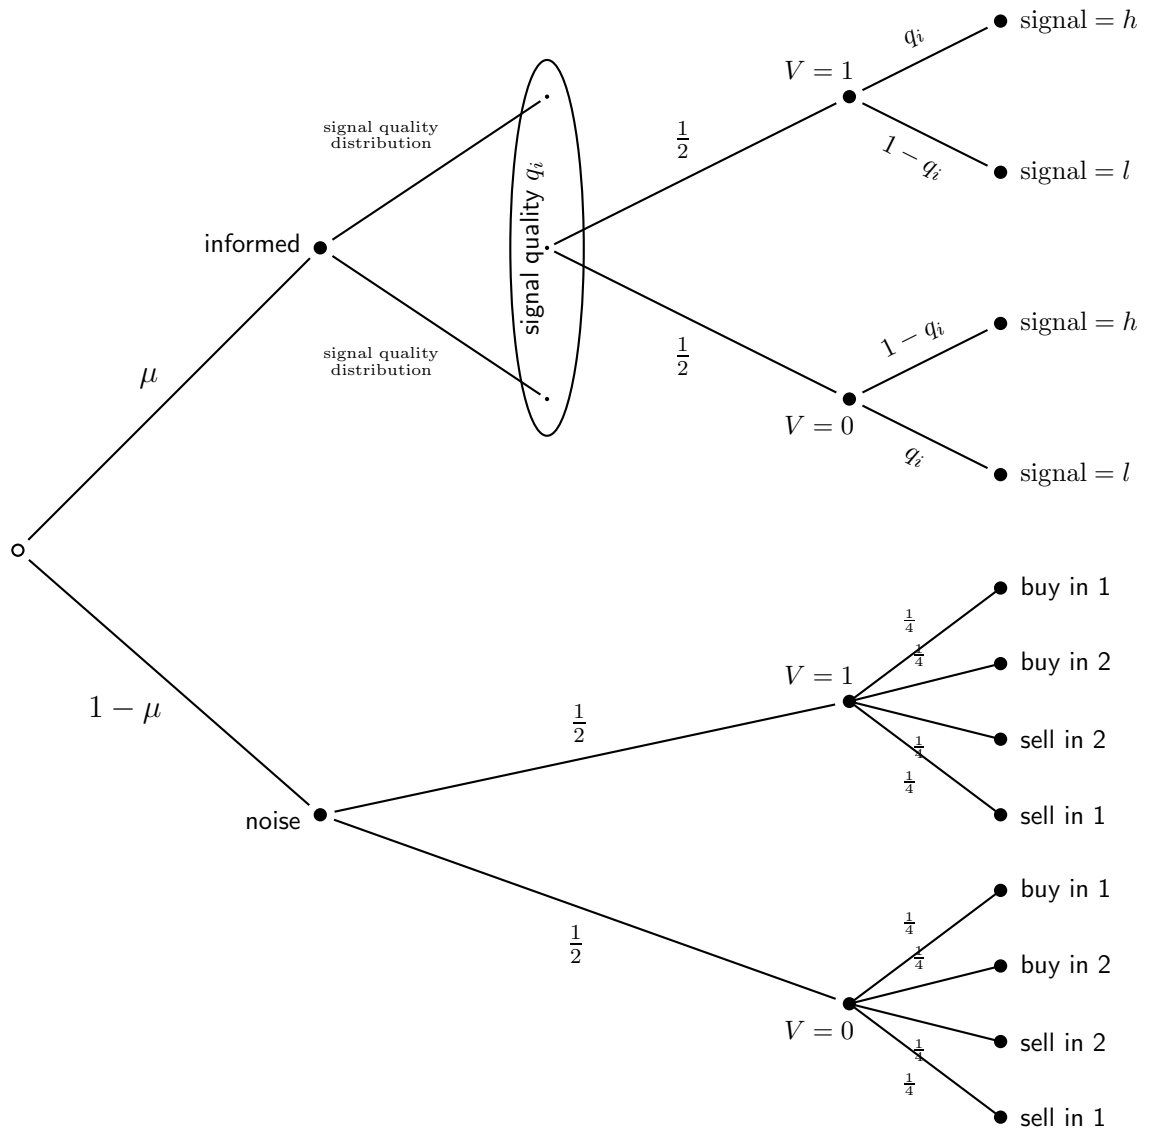 signal = h
q_i
V = 1
signal quality
distribution
1/2
1 − q_i
signal = l
signal quality q_i
informed
signal = h
1 − q_i
1/2
signal quality
distribution
μ
V = 0
q_i
signal = l
buy in 1
1/4
1/4
buy in 2
V = 1
1/2
sell in 2
1/4
1/4
1 − μ
sell in 1
noise
buy in 1
1/4
1/4
buy in 2
1/2
V = 0
sell in 2
1/4
1/4
sell in 1